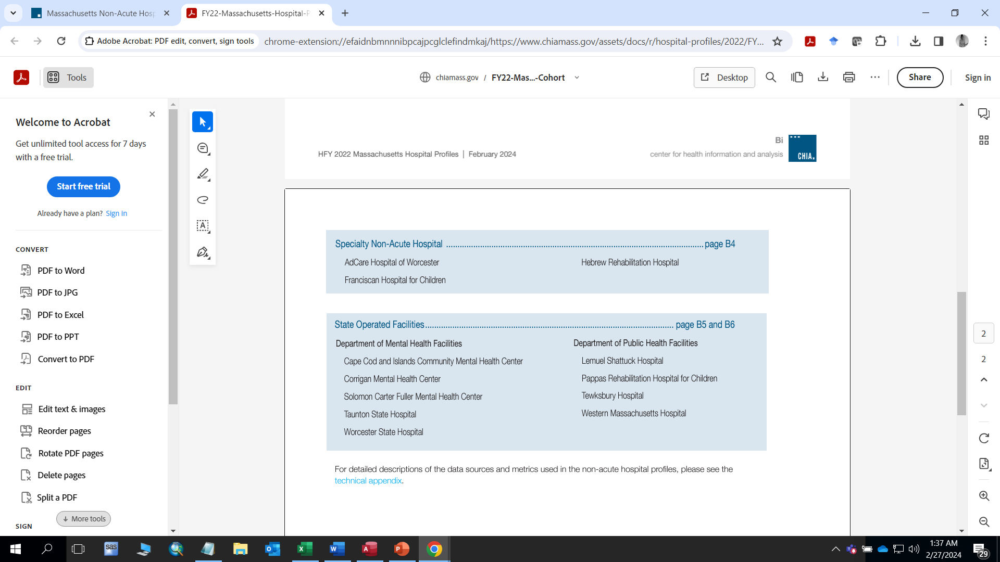 Massachusetts Non-Acute Hosp
FY22-Massachusetts-Hospital-P
Adobe Acrobat: PDF edit, convert, sign tools
chrome-extension://efaidnbmnnnibpcajpcglclefindmkaj/https://www.chiamass.gov/assets/docs/r/hospital-profiles/2022/FY...
Tools
chiamass.gov / FY22-Mas...-Cohort
Desktop
Share
Sign in
Welcome to Acrobat
Get unlimited tool access for 7 days
with a free trial.
Start free trial
Already have a plan? Sign in
CONVERT
PDF to Word
PDF to JPG
PDF to Excel
PDF to PPT
Convert to PDF
EDIT
Edit text & images
Reorder pages
Rotate PDF pages
Delete pages
Split a PDF
More tools
SIGN
Bi
HFY 2022 Massachusetts Hospital Profiles | February 2024
center for health information and analysis
CHIA.
Specialty Non-Acute Hospital ........ page B4
AdCare Hospital of Worcester
Hebrew Rehabilitation Hospital
Franciscan Hospital for Children
State Operated Facilities........ page B5 and B6
Department of Mental Health Facilities
Department of Public Health Facilities
Cape Cod and Islands Community Mental Health Center
Lemuel Shattuck Hospital
Corrigan Mental Health Center
Pappas Rehabilitation Hospital for Children
Solomon Carter Fuller Mental Health Center
Tewksbury Hospital
Taunton State Hospital
Western Massachusetts Hospital
Worcester State Hospital
For detailed descriptions of the data sources and metrics used in the non-acute hospital profiles, please see the
technical appendix.
2
2
sas
1:37 AM
2/27/2024
29